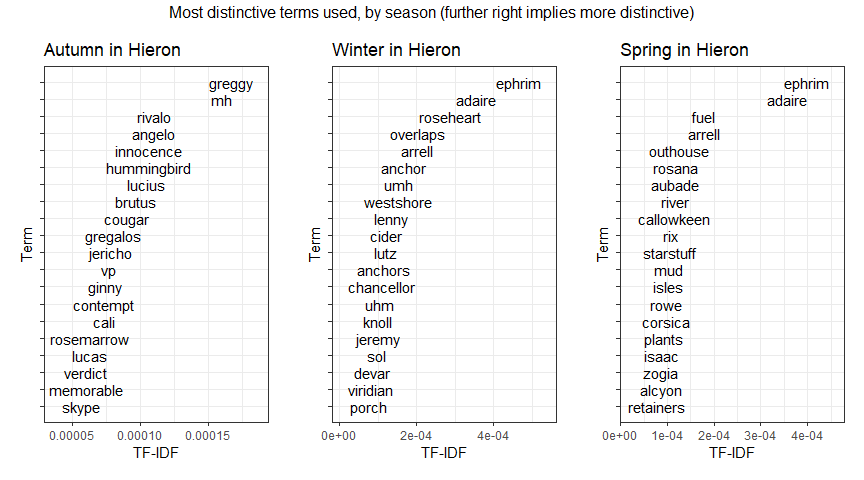 Most distinctive terms used, by season (further right implies more distinctive)
Autumn in Hieron
greggy
mh
rivalo
angelo
innocence
hummingbird
lucius
brutus
cougar
gregalos
jericho
vp
ginny
contempt
cali
rosemarrow
lucas
verdict
memorable
skype
Term
0.00005 0.00010 0.00015
TF-IDF
Winter in Hieron
ephrim
adaire
roseheart
overlaps
arrell
anchor
umh
westshore
lenny
cider
lutz
anchors
chancellor
uhm
knoll
jeremy
sol
devar
viridian
porch
Term
0e+00 2e-04 4e-04
TF-IDF
Spring in Hieron
ephrim
adaire
fuel
arrell
outhouse
rosana
aubade
river
callowkeen
rix
starstuff
mud
isles
rowe
corsica
plants
isaac
zogia
alcyon
retainers
Term
0e+00 1e-04 2e-04 3e-04 4e-04
TF-IDF